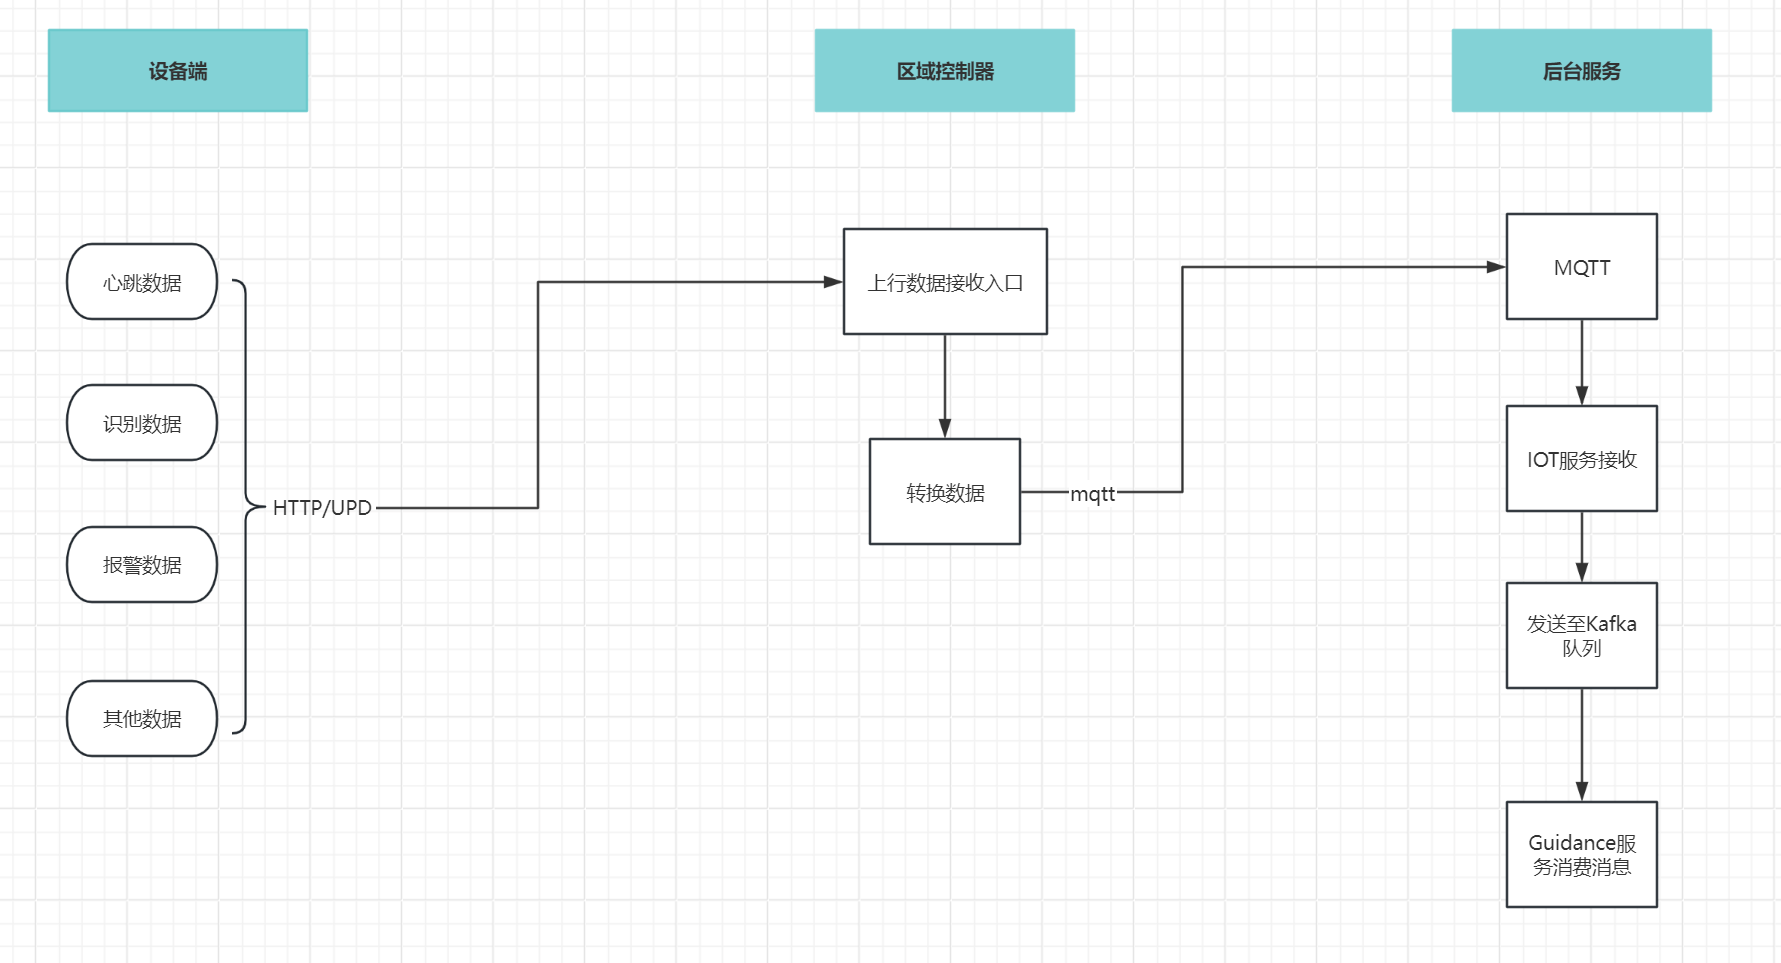 设备端
区域控制器
后台服务
心跳数据
识别数据
报警数据
其他数据
HTTP/UPD
上行数据接收入口
转换数据
mqtt
MQTT
IOT服务接收
发送至Kafka
队列
Guidance服
务消费消息